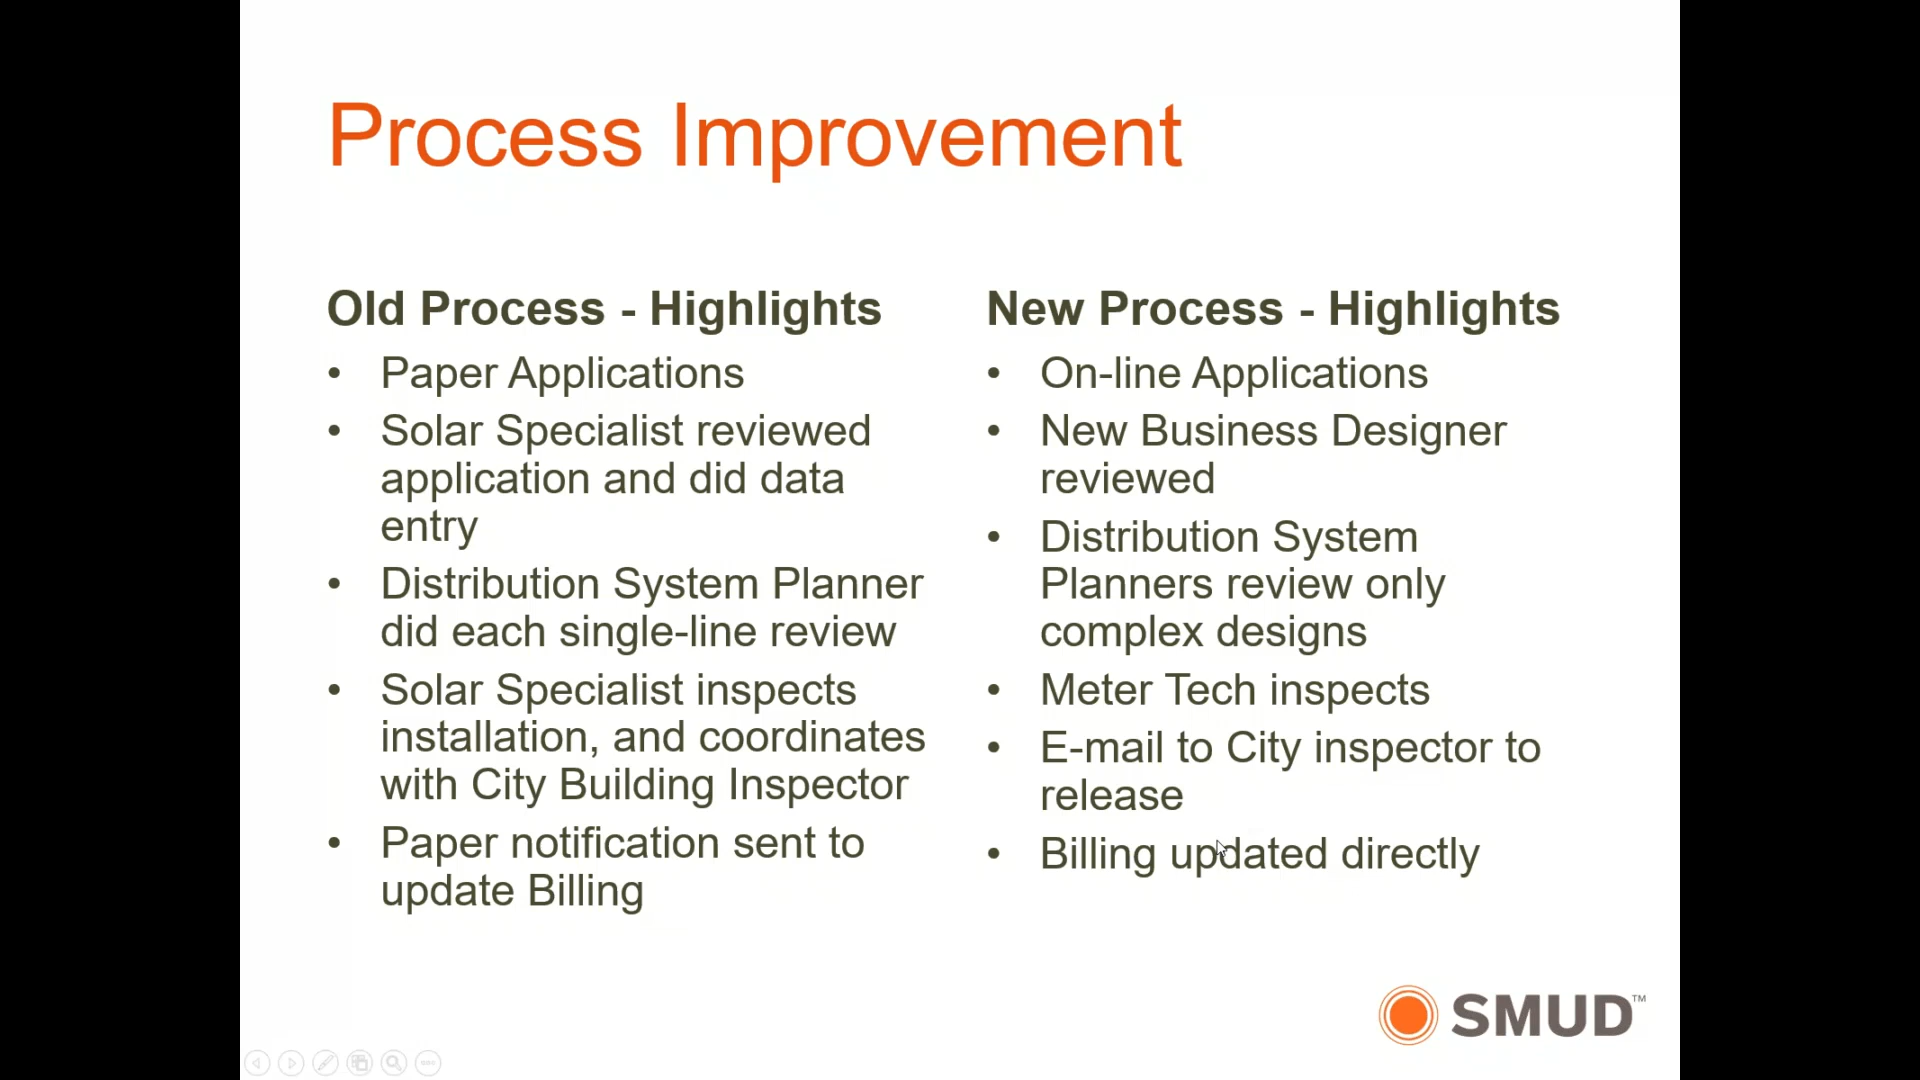 Process Improvement
Old Process - Highlights
• Paper Applications
• Solar Specialist reviewed
application and did data
entry
• Distribution System Planner
did each single-line review
• Solar Specialist inspects
installation, and coordinates
with City Building Inspector
• Paper notification sent to
update Billing
New Process - Highlights
• On-line Applications
• New Business Designer
reviewed
• Distribution System
Planners review only
complex designs
• Meter Tech inspects
• E-mail to City inspector to
release
• Billing updated directly
SMUD™